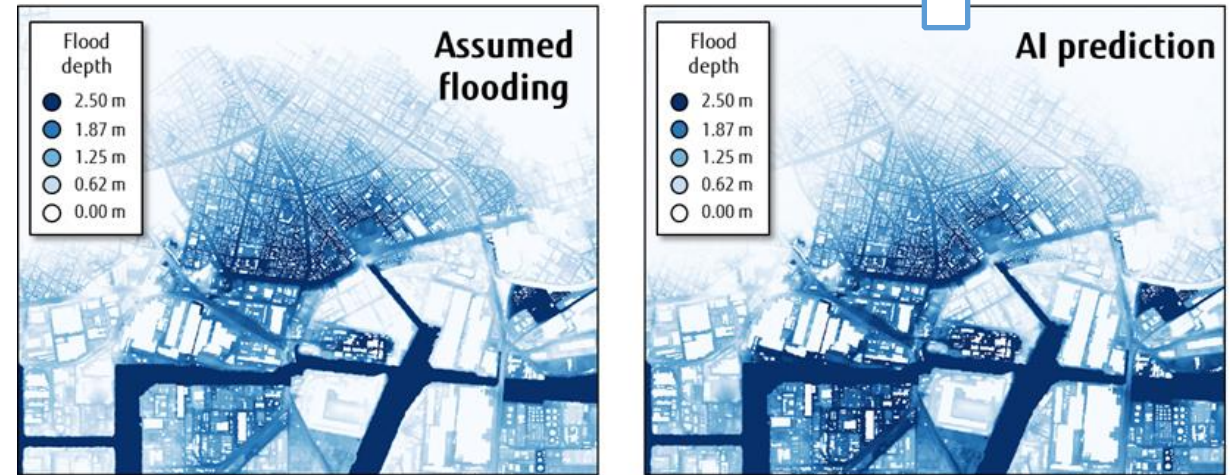 Flood
depth
2.50 m
1.87 m
1.25 m
0.62 m
0.00 m
Assumed
flooding
Flood
depth
2.50 m
1.87 m
1.25 m
0.62 m
0.00 m
AI prediction